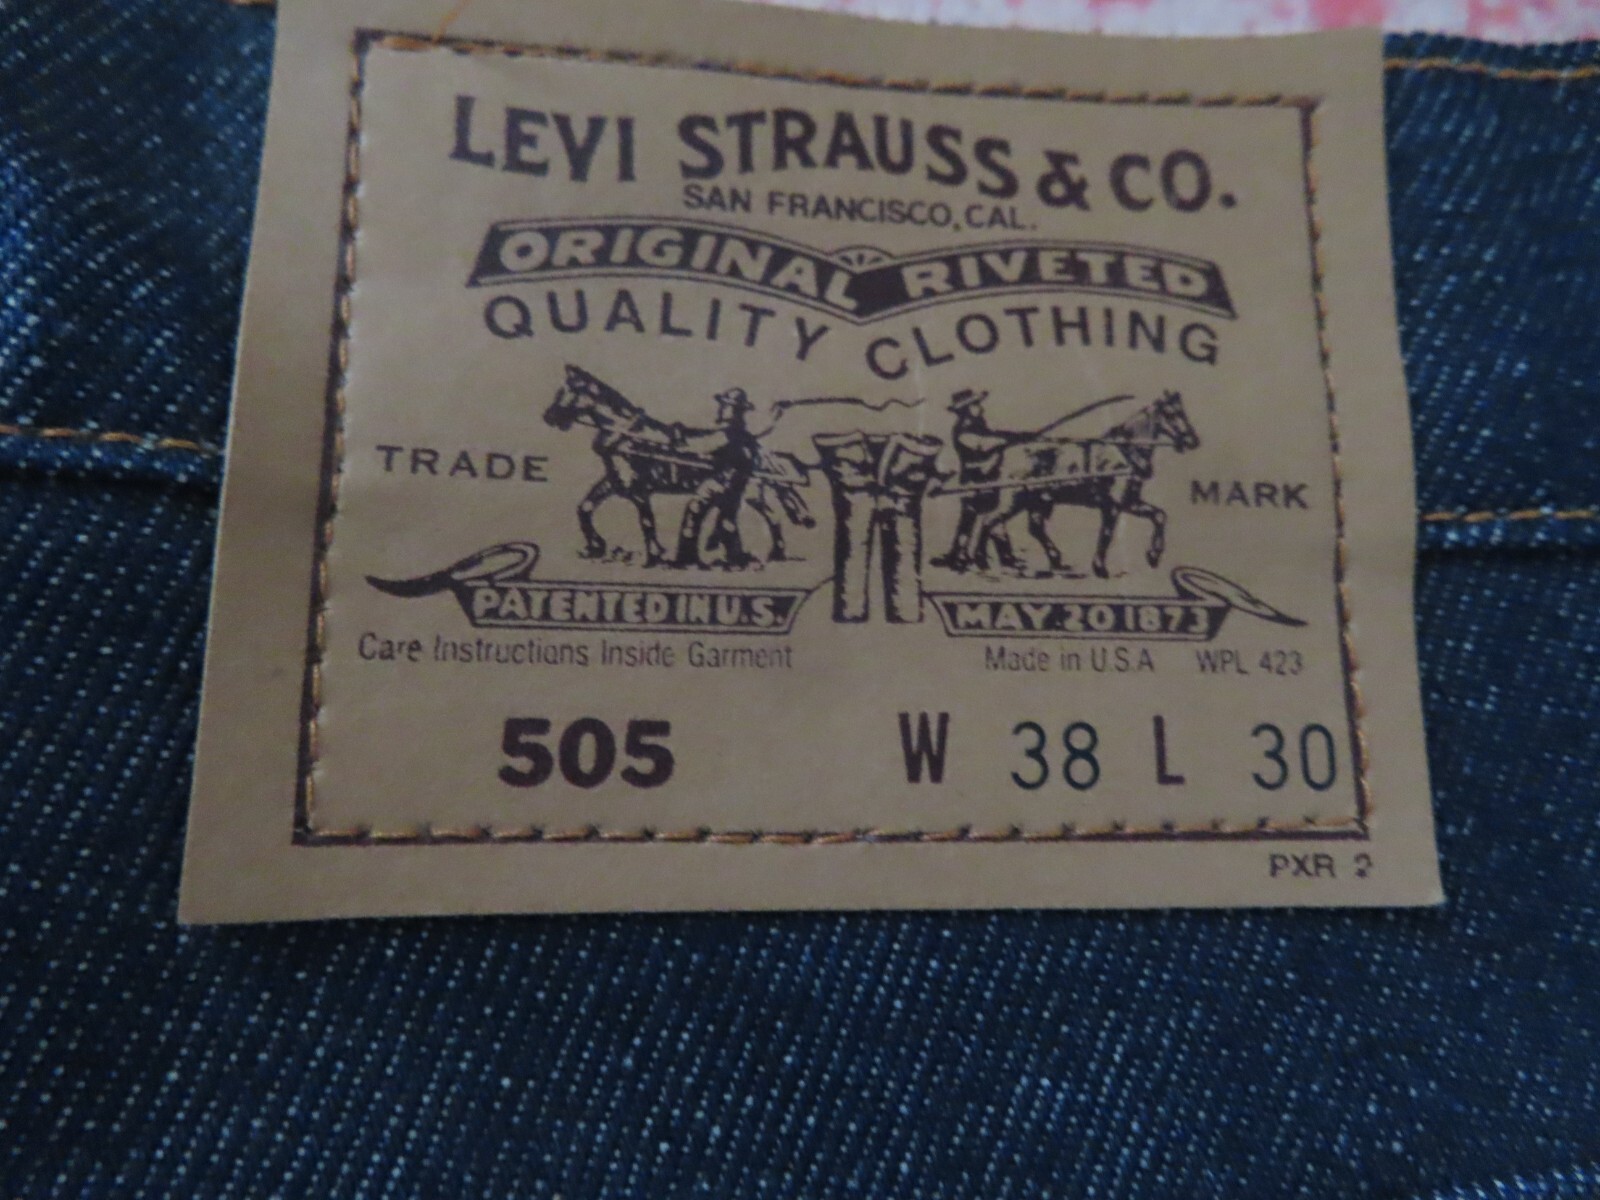 LEVI STRAUSS & CO.
SAN FRANCISCO, CAL.
ORIGINAL RIVETED
QUALITY CLOTHING
TRADE MARK
PATENTED IN U.S. MAY 20 1873
Care Instructions Inside Garment Made in U.S.A WPL 423
505 W 38 L 30
PXR 2